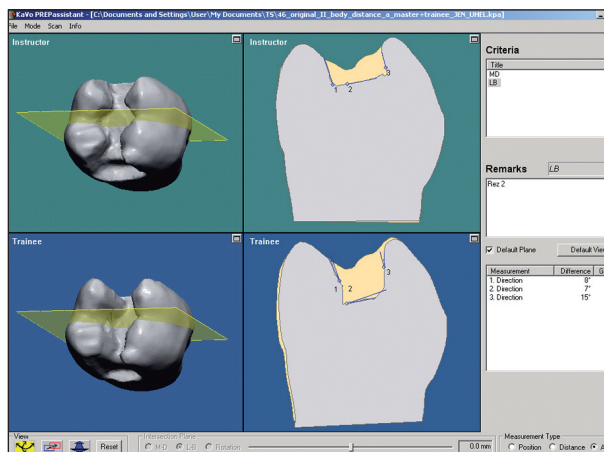 KaVo PREPassistant - [C:\Documents and Settings\User\My Documents\TS\46_original_II_body_distance_a_master+trainee_JEN_UHEL.kpa]
File Mode Scan Info
Instructor
Instructor
1 2 3
Trainee
Trainee
1 2 3
Criteria
Title
MD
LB
Remarks LB
Rez 2
Default Plane Default View
Measurement Difference G
1. Direction 8°
2. Direction 7°
3. Direction 15°
View
Reset
Intersection Plane
M-D L-B Rotation
0.0 mm
Measurement Type
Position Distance A